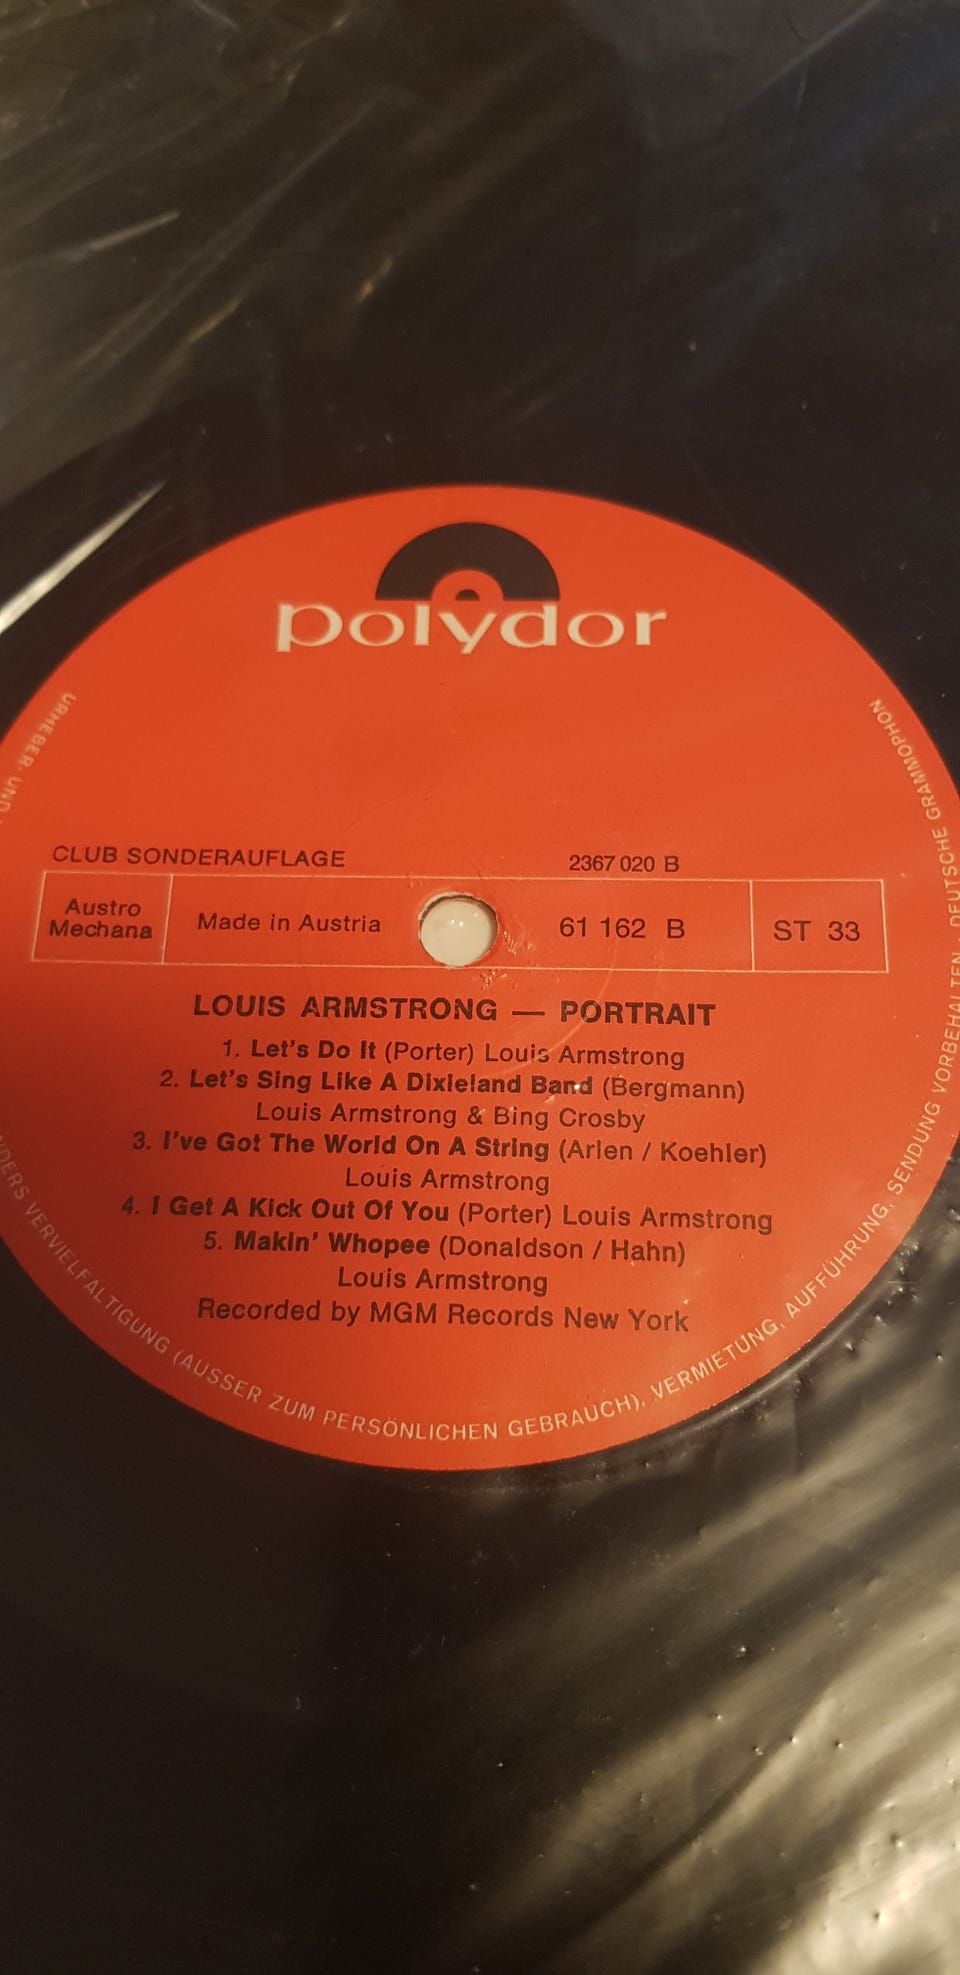 polydor
CLUB SONDERAUFLAGE
2367 020 B
Austro
Mechana
Made in Austria
61 162 B
ST 33
LOUIS ARMSTRONG — PORTRAIT
1. Let's Do It (Porter) Louis Armstrong
2. Let's Sing Like A Dixieland Band (Bergmann)
Louis Armstrong & Bing Crosby
3. I've Got The World On A String (Arlen / Koehler)
Louis Armstrong
4. I Get A Kick Out Of You (Porter) Louis Armstrong
5. Makin' Whopee (Donaldson / Hahn)
Louis Armstrong
Recorded by MGM Records New York
URHEBER- UND
VERVIELFÄLTIGUNG (AUSSER ZUM PERSÖNLICHEN GEBRAUCH), VERMIETUNG, AUFFÜHRUNG, SENDUNG VORBEHALTEN · DEUTSCHE GRAMMOPHON